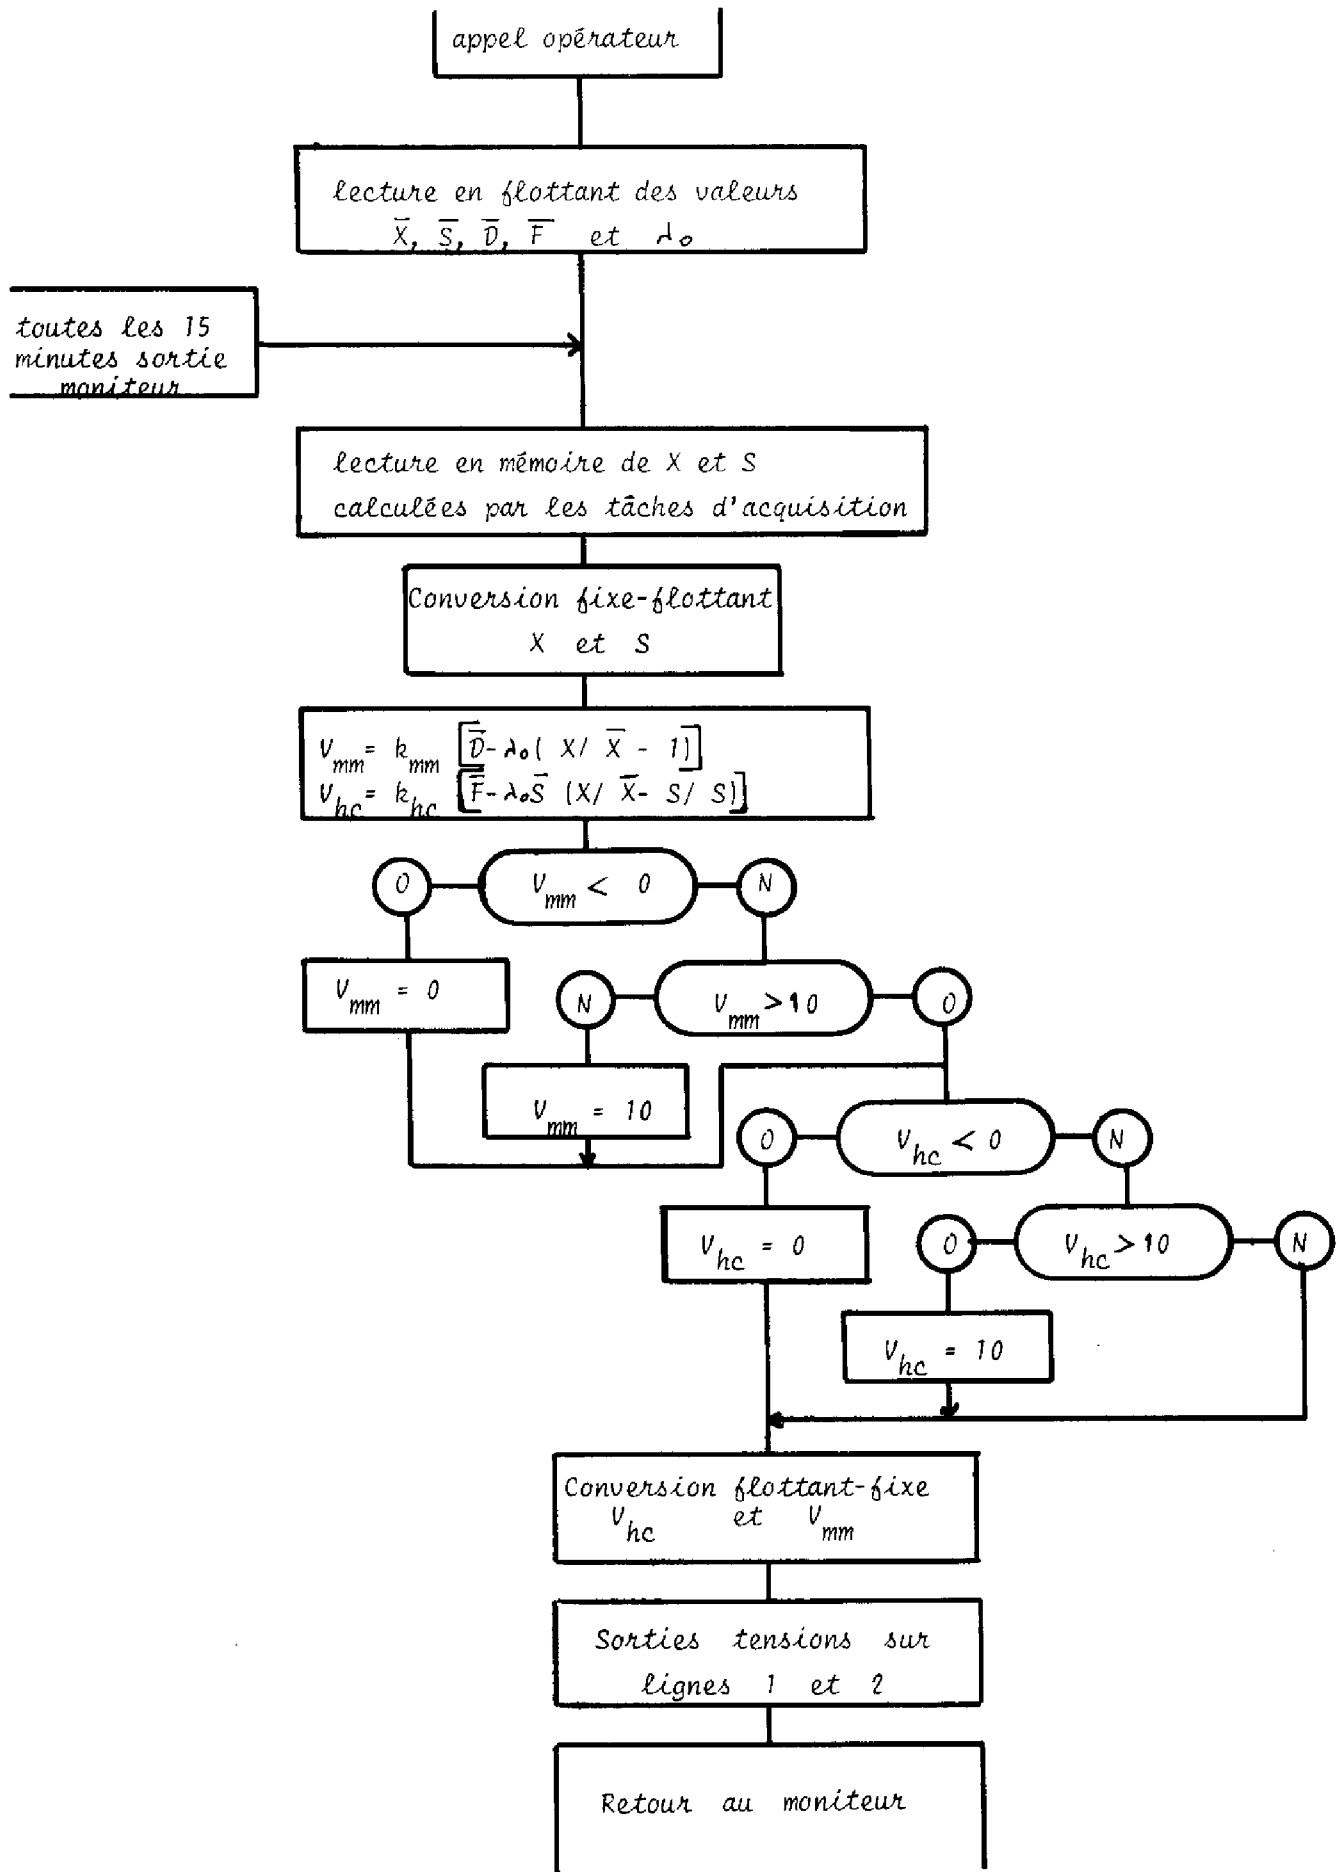 appel opérateur
lecture en flottant des valeurs
X̄, S̄, D̄, F̄ et λo
toutes les 15
minutes sortie
moniteur
lecture en mémoire de X et S
calculées par les tâches d'acquisition
Conversion fixe-flottant
X et S
V_mm = k_mm [D̄-λo( X/ X̄ - 1)]
V_hc = k_hc [F̄-λoS̄ (X/ X̄- S/ S̄)]
O
V_mm < 0
N
V_mm = 0
N
V_mm >10
O
V_mm = 10
O
V_hc < 0
N
V_hc = 0
O
V_hc >10
N
V_hc = 10
Conversion flottant-fixe
V_hc et V_mm
Sorties tensions sur
lignes 1 et 2
Retour au moniteur